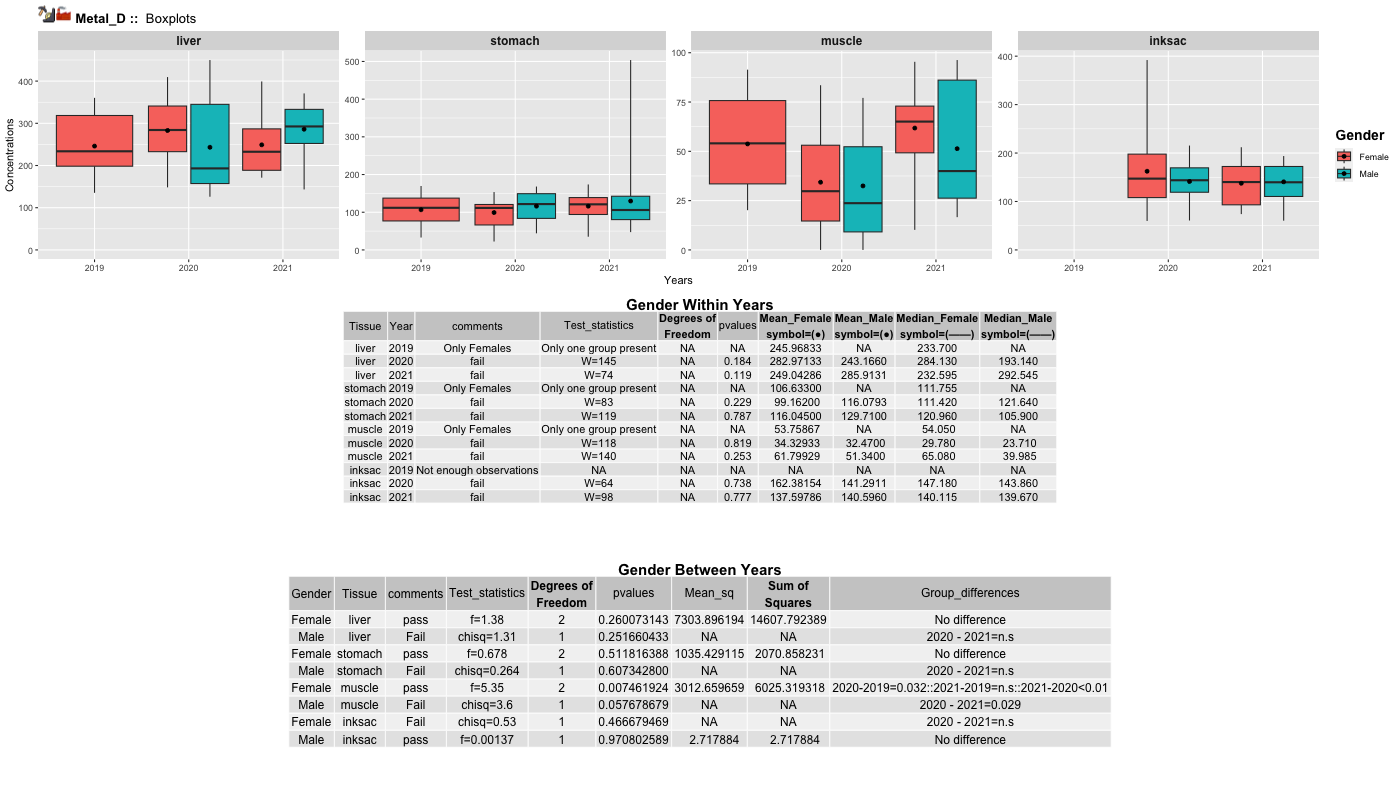 Metal_D :: Boxplots
liver stomach muscle inksac
Concentrations
400 300 200 100 0
500 400 300 200 100 0
100 75 50 25 0
400 300 200 100 0
2019 2020 2021 2019 2020 2021 2019 2020 2021 2019 2020 2021
Years
Gender
Female
Male
Gender Within Years
Tissue Year comments Test_statistics Degrees of Freedom pvalues Mean_Female symbol=(●) Mean_Male symbol=(●) Median_Female symbol=(——) Median_Male symbol=(——)
liver 2019 Only Females Only one group present NA NA 245.96833 NA 233.700 NA
liver 2020 fail W=145 NA 0.184 282.97133 243.1660 284.130 193.140
liver 2021 fail W=74 NA 0.119 249.04286 285.9131 232.595 292.545
stomach 2019 Only Females Only one group present NA NA 106.63300 NA 111.755 NA
stomach 2020 fail W=83 NA 0.229 99.16200 116.0793 111.420 121.640
stomach 2021 fail W=119 NA 0.787 116.04500 129.7100 120.960 105.900
muscle 2019 Only Females Only one group present NA NA 53.75867 NA 54.050 NA
muscle 2020 fail W=118 NA 0.819 34.32933 32.4700 29.780 23.710
muscle 2021 fail W=140 NA 0.253 61.79929 51.3400 65.080 39.985
inksac 2019 Not enough observations NA NA NA NA NA NA NA
inksac 2020 fail W=64 NA 0.738 162.38154 141.2911 147.180 143.860
inksac 2021 fail W=98 NA 0.777 137.59786 140.5960 140.115 139.670
Gender Between Years
Gender Tissue comments Test_statistics Degrees of Freedom pvalues Mean_sq Sum of Squares Group_differences
Female liver pass f=1.38 2 0.260073143 7303.896194 14607.792389 No difference
Male liver Fail chisq=1.31 1 0.251660433 NA NA 2020 - 2021=n.s
Female stomach pass f=0.678 2 0.511816388 1035.429115 2070.858231 No difference
Male stomach Fail chisq=0.264 1 0.607342800 NA NA 2020 - 2021=n.s
Female muscle pass f=5.35 2 0.007461924 3012.659659 6025.319318 2020-2019=0.032::2021-2019=n.s::2021-2020<0.01
Male muscle Fail chisq=3.6 1 0.057678679 NA NA 2020 - 2021=0.029
Female inksac Fail chisq=0.53 1 0.466679469 NA NA 2020 - 2021=n.s
Male inksac pass f=0.00137 1 0.970802589 2.717884 2.717884 No difference